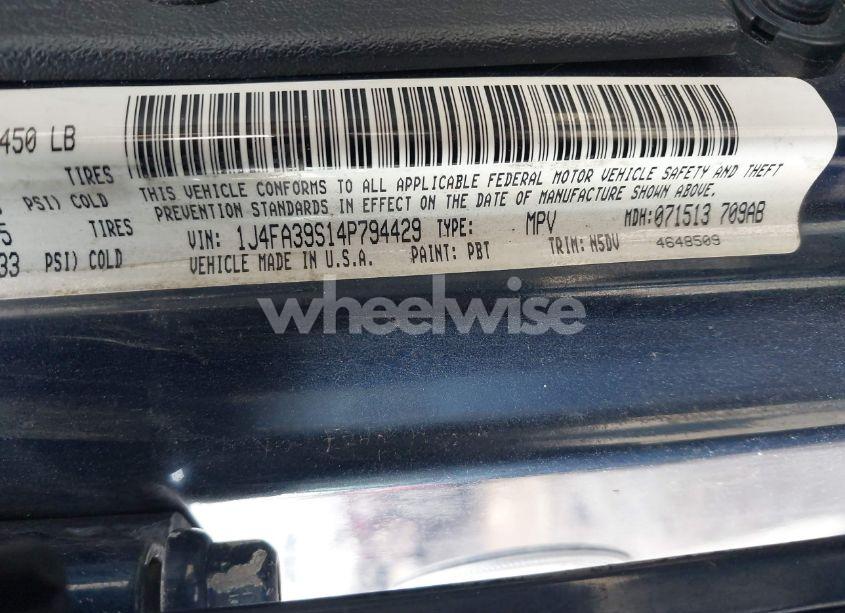 450 LB
TIRES
THIS VEHICLE CONFORMS TO ALL APPLICABLE FEDERAL MOTOR VEHICLE SAFETY AND THEFT
PSI) COLD
PREVENTION STANDARDS IN EFFECT ON THE DATE OF MANUFACTURE SHOWN ABOVE.
5 TIRES
VIN: 1J4FA39S14P794429 TYPE: MPV MDH:071513 709AB
33 PSI) COLD
VEHICLE MADE IN U.S.A. PAINT: PBT TRIM: N5DV 4648509
wheelwise